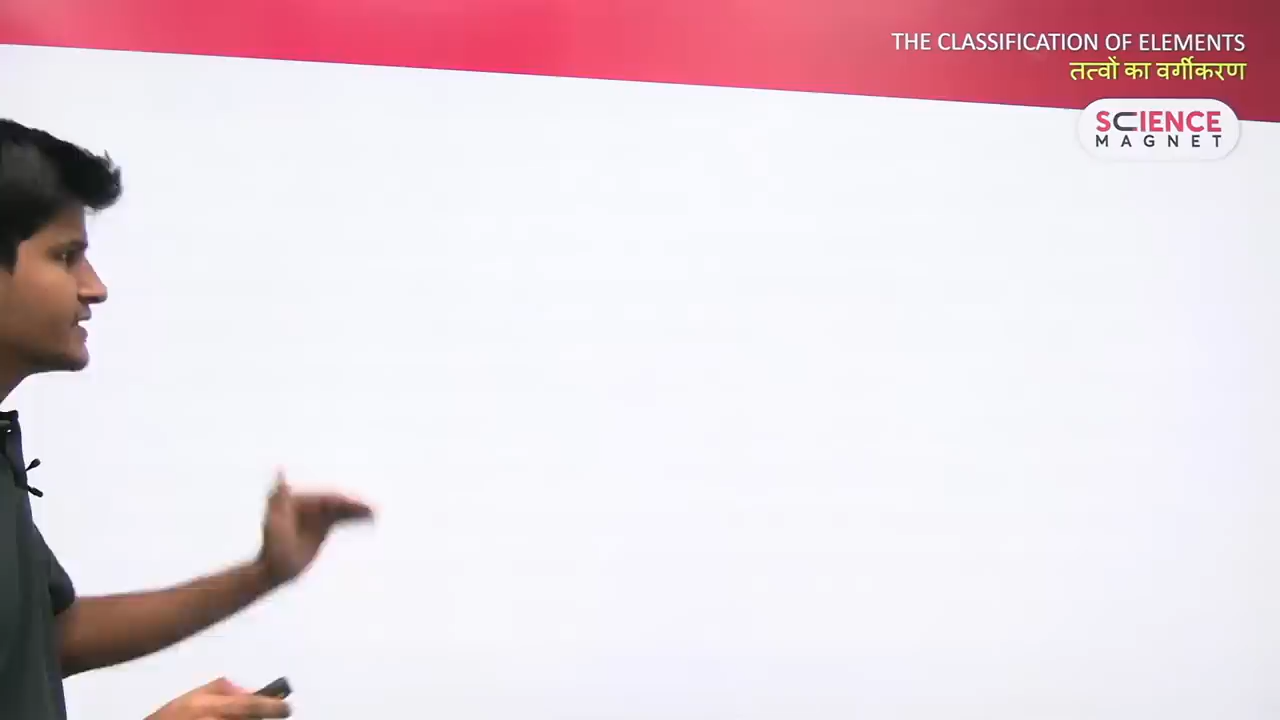 THE CLASSIFICATION OF ELEMENTS
तत्वों का वर्गीकरण
SCIENCE
MAGNET